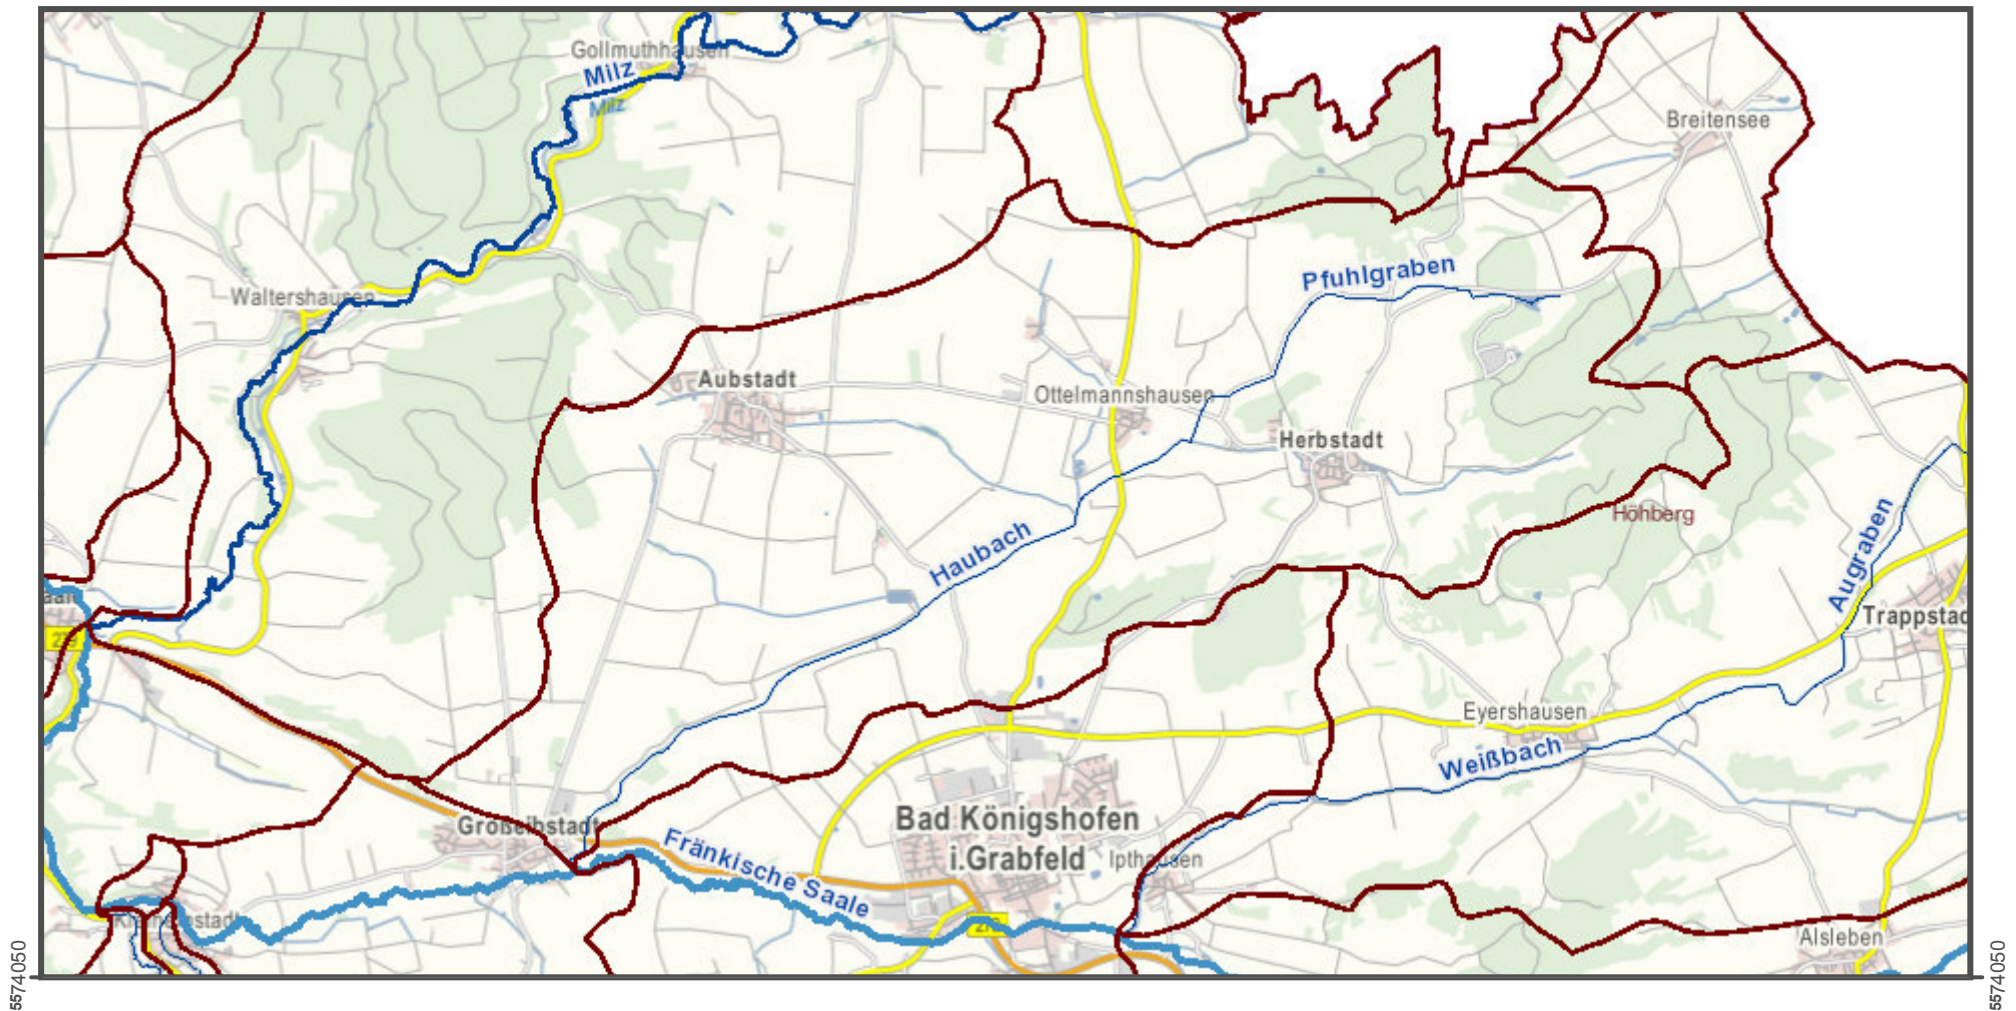 Gollmuthhausen
Milz
Milz
Breitensee
Pfuhlgraben
Waltershausen
Aubstadt
Ottelmannshausen
Herbstadt
Höhberg
Haubach
Augraben
Trappstad
279
Eyershausen
Weißbach
Bad Königshofen
i.Grabfeld
Großeibstadt
Fränkische Saale
Ipthausen
Alsleben
5574050
5574050